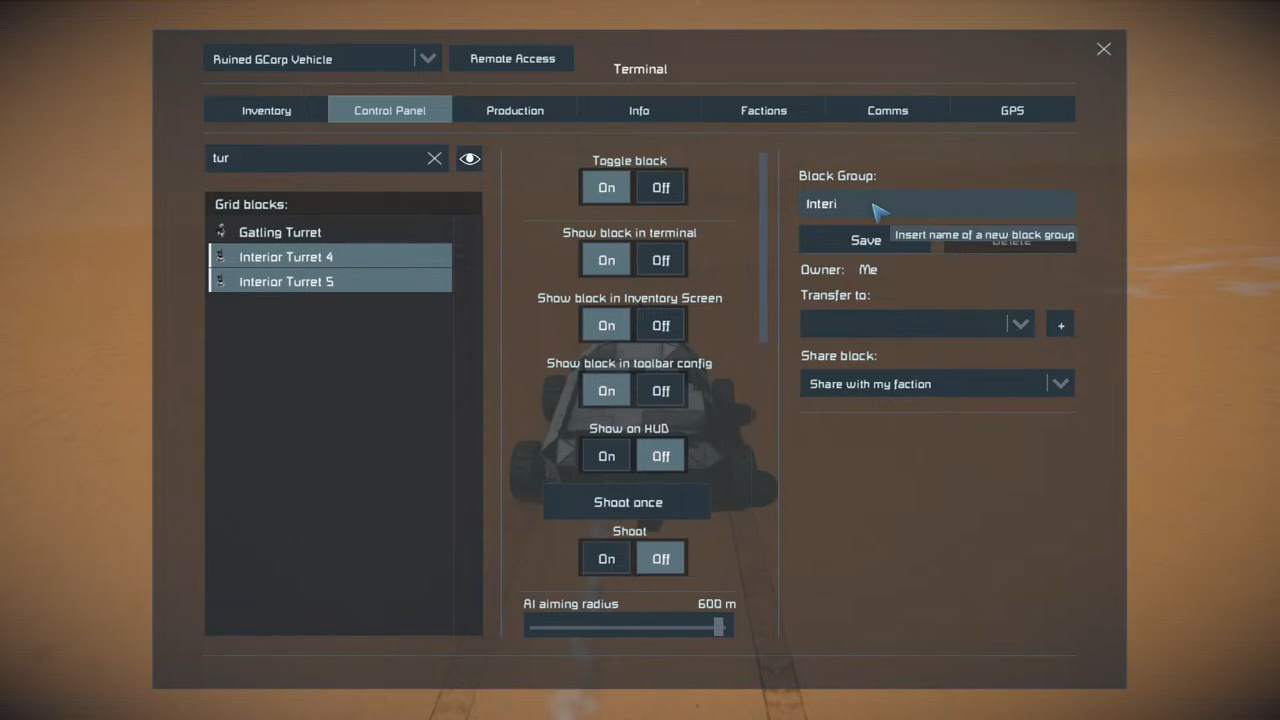 Ruined GCorp Vehicle
Remote Access
Terminal
Inventory
Control Panel
Production
Info
Factions
Comms
GPS
tur
Grid blocks:
Gatling Turret
Interior Turret 4
Interior Turret 5
Toggle block
On Off
Show block in terminal
On Off
Show block in Inventory Screen
On Off
Show block in toolbar config
On Off
Show on HUD
On Off
Shoot once
Shoot
On Off
AI aiming radius 600 m
Block Group:
Interi
Insert name of a new block group
Save Delete
Owner: Me
Transfer to:
+
Share block:
Share with my faction